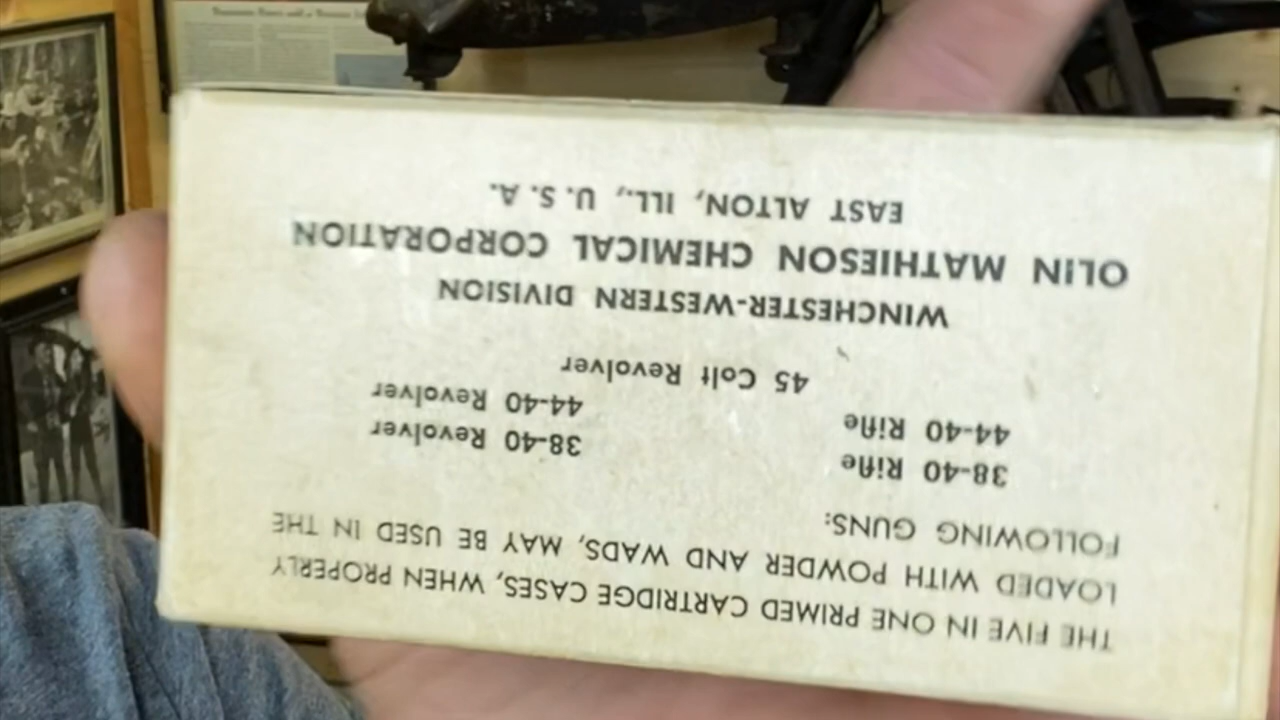 THE FIVE IN ONE PRIMED CARTRIDGE CASES, WHEN PROPERLY
LOADED WITH POWDER AND WADS, MAY BE USED IN THE
FOLLOWING GUNS:
38-40 Rifle 38-40 Revolver
44-40 Rifle 44-40 Revolver
45 Colt Revolver
WINCHESTER-WESTERN DIVISION
OLIN MATHIESON CHEMICAL CORPORATION
EAST ALTON, ILL., U. S. A.